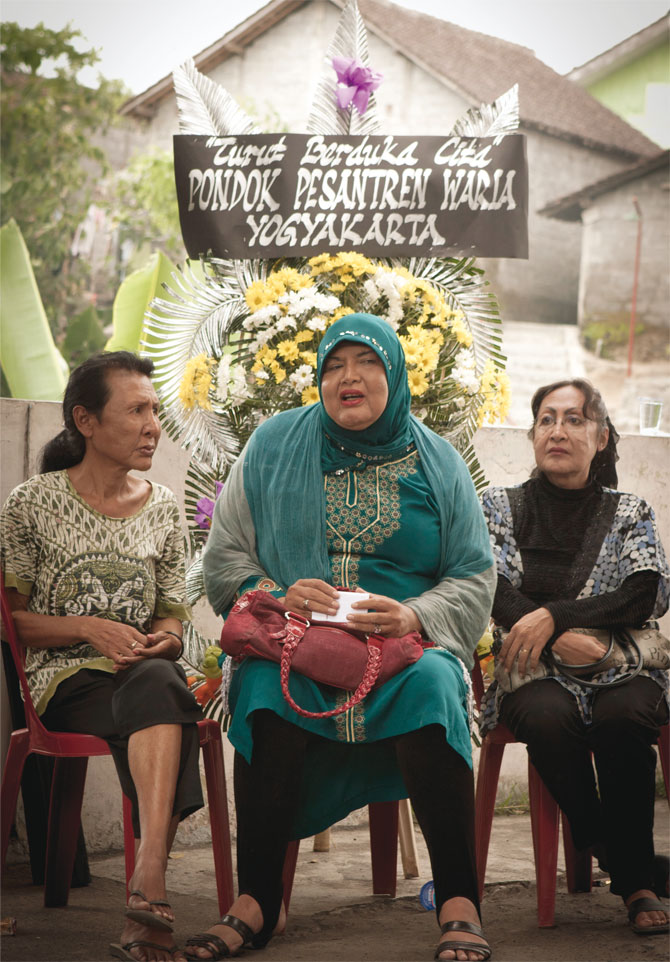 "Turut Berduka Cita"
PONDOK PESANTREN WARIA
YOGYAKARTA